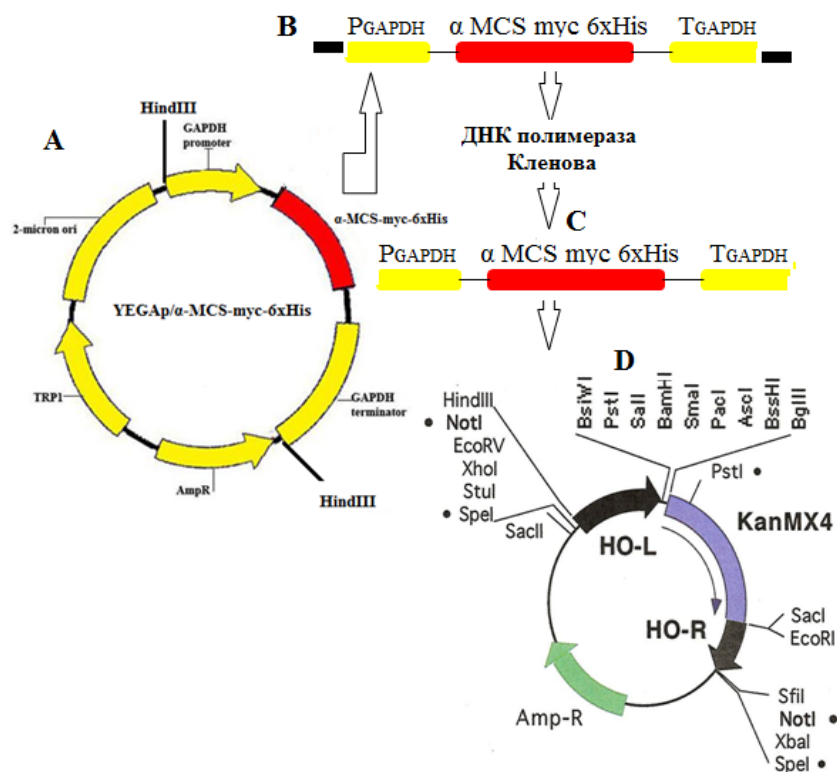 B
PGAPDH
α MCS myc 6xHis
TGAPDH
A
HindIII
GAPDH
promoter
α-MCS-myc-6xHis
2-micron ori
YEGAp/α-MCS-myc-6xHis
TRP1
GAPDH
terminator
AmpR
HindIII
ДНК полимераза
Кленова
C
PGAPDH
α MCS myc 6xHis
TGAPDH
D
HindIII
NotI
EcoRV
XhoI
StuI
SpeI
SacII
BsiWI
PstI
SalI
BamHI
SmaI
PacI
AscI
BssHI
BglII
PstI
KanMX4
HO-L
HO-R
SacI
EcoRI
SfiI
NotI
XbaI
SpeI
Amp-R